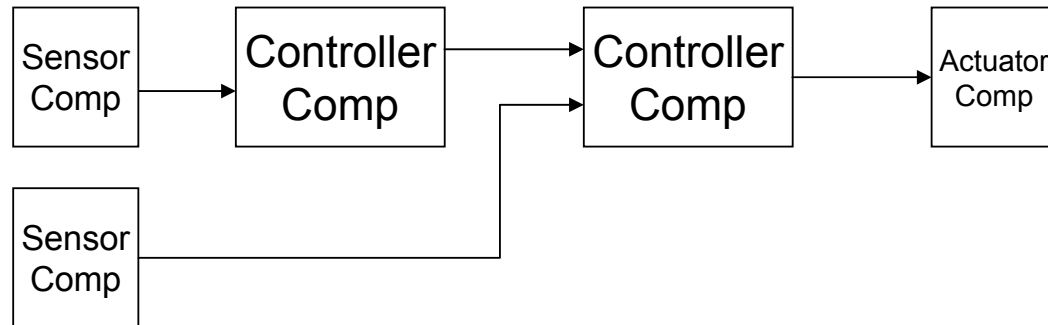 Sensor
Comp
Controller
Comp
Controller
Comp
Actuator
Comp
Sensor
Comp